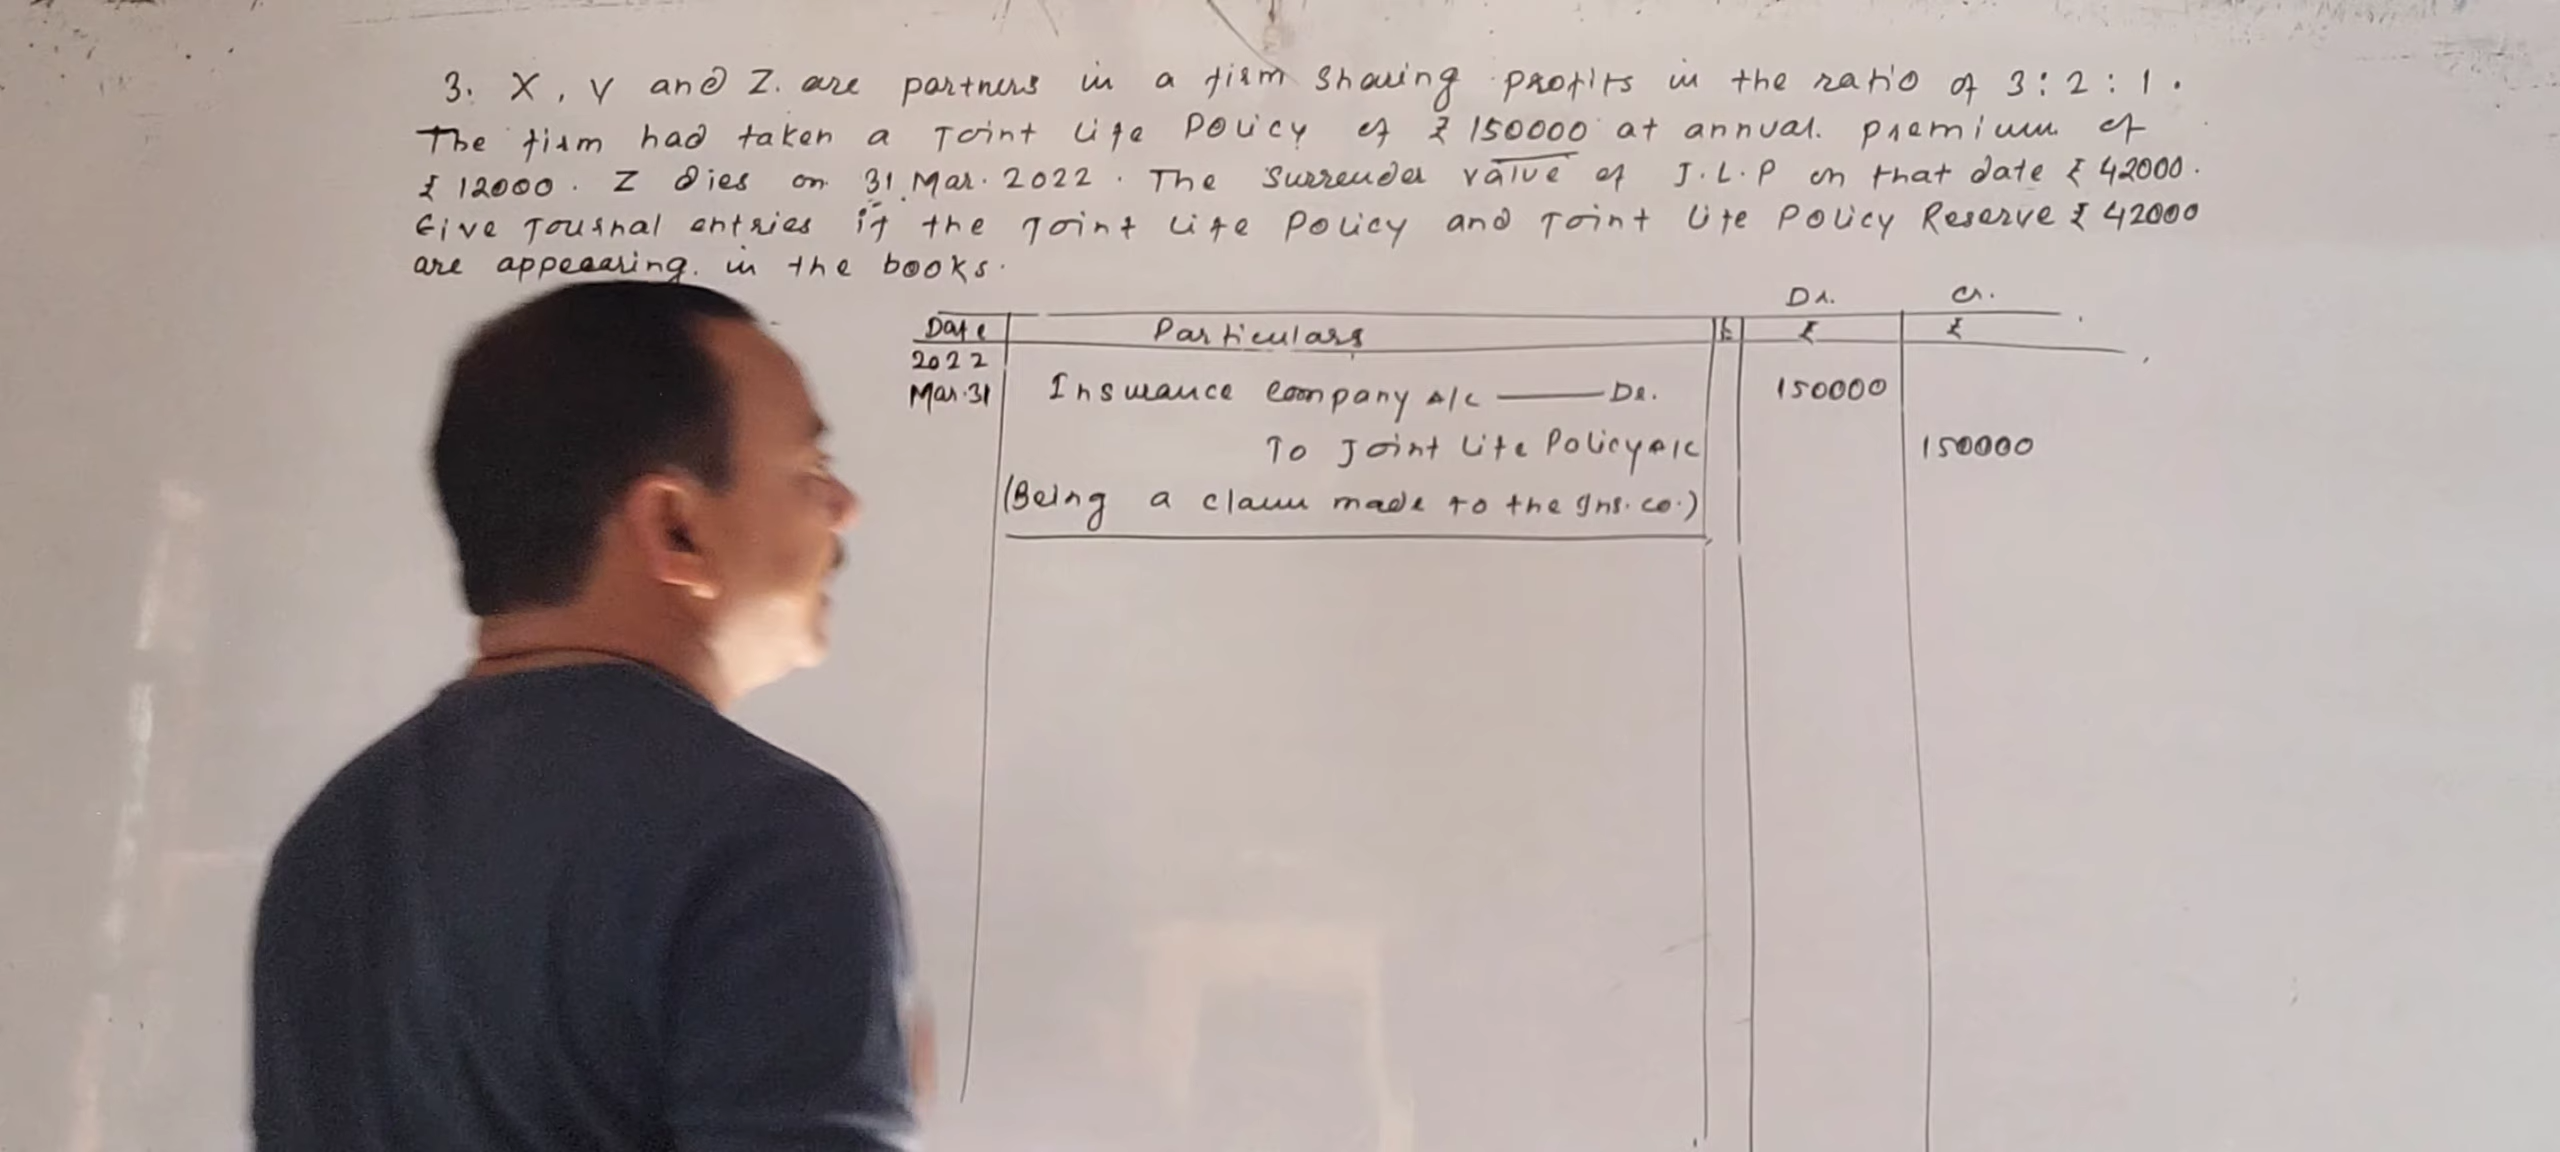 3. X, Y and Z. are partners in a firm sharing profits in the ratio of 3:2:1.
The firm had taken a Joint Life Policy of ₹150000 at annual. premium of
₹12000. Z dies on 31 Mar. 2022. The Surrender value of J.L.P on that date ₹42000.
Give Journal entries if the Joint Life Policy and Joint Life Policy Reserve ₹42000
are appeearing. in the books.
Dr. Cr.
Date Particulars ₹ ₹
2022
Mar.31 Insurance Company A/c — Dr. 150000
To Joint Life Policy A/c 150000
(Being a claim made to the Ins. Co.)